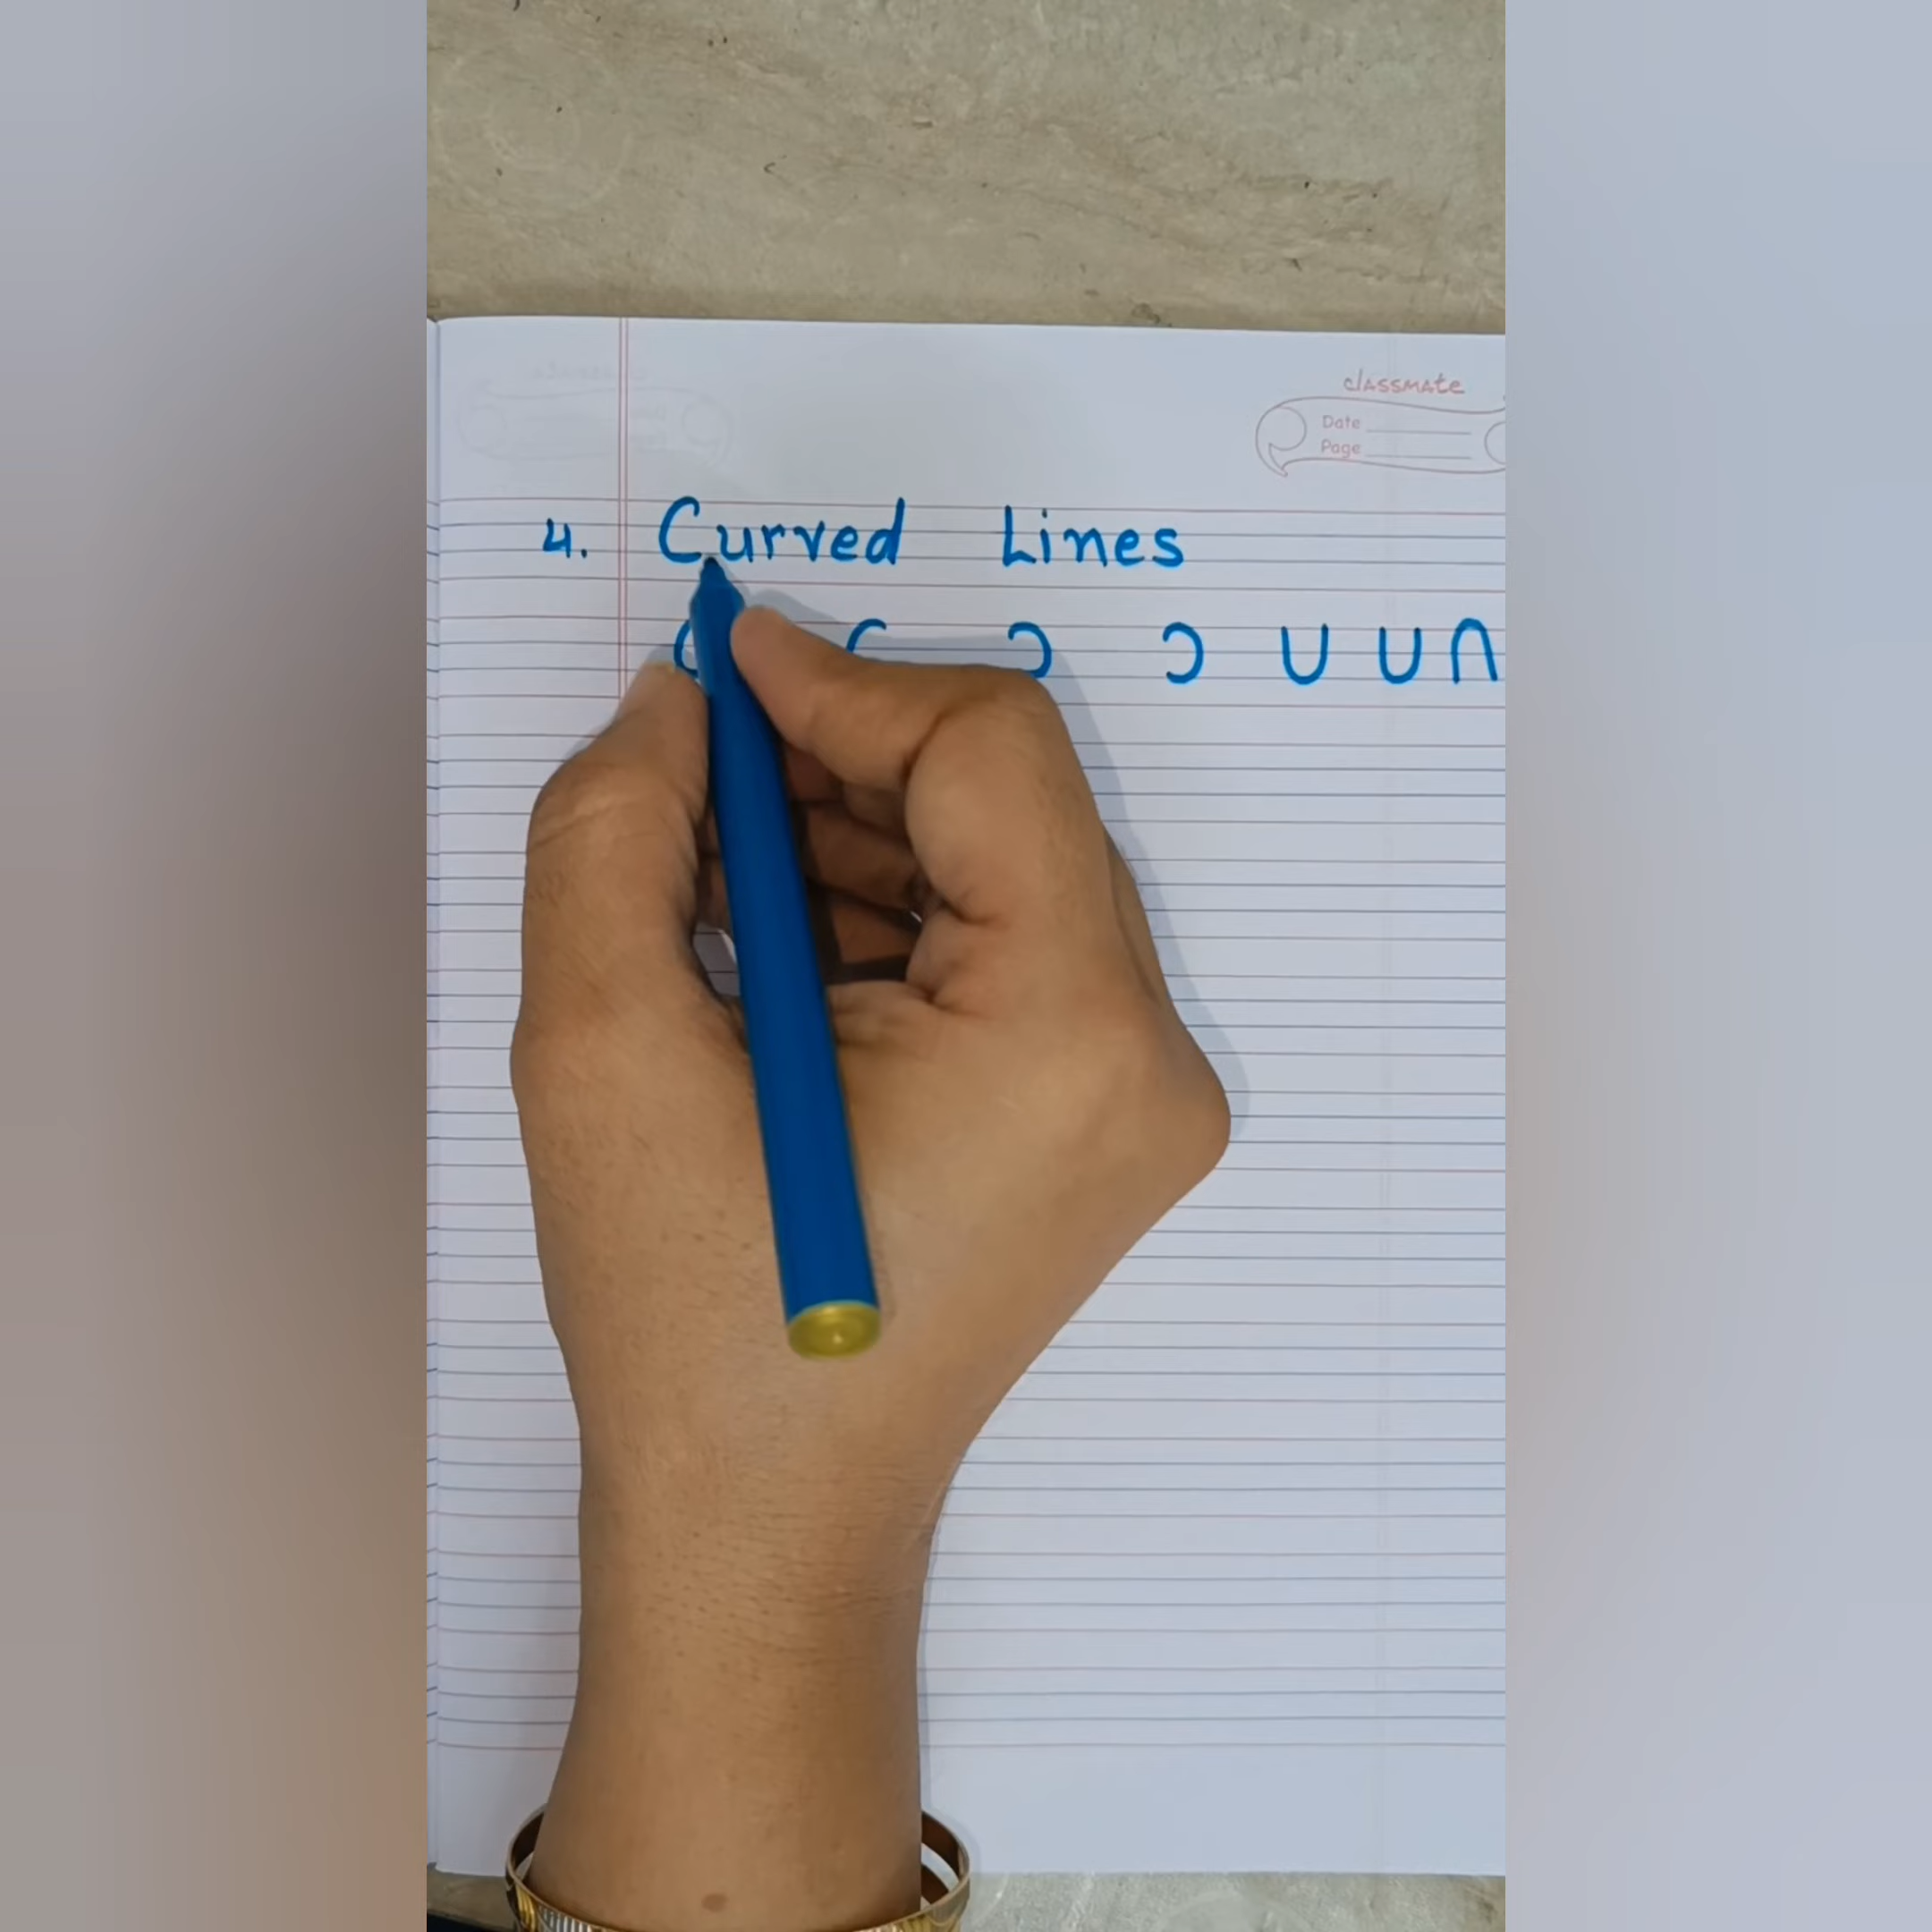 classmate
Date
Page
4. Curved Lines
C C Ɔ Ɔ U U ∩